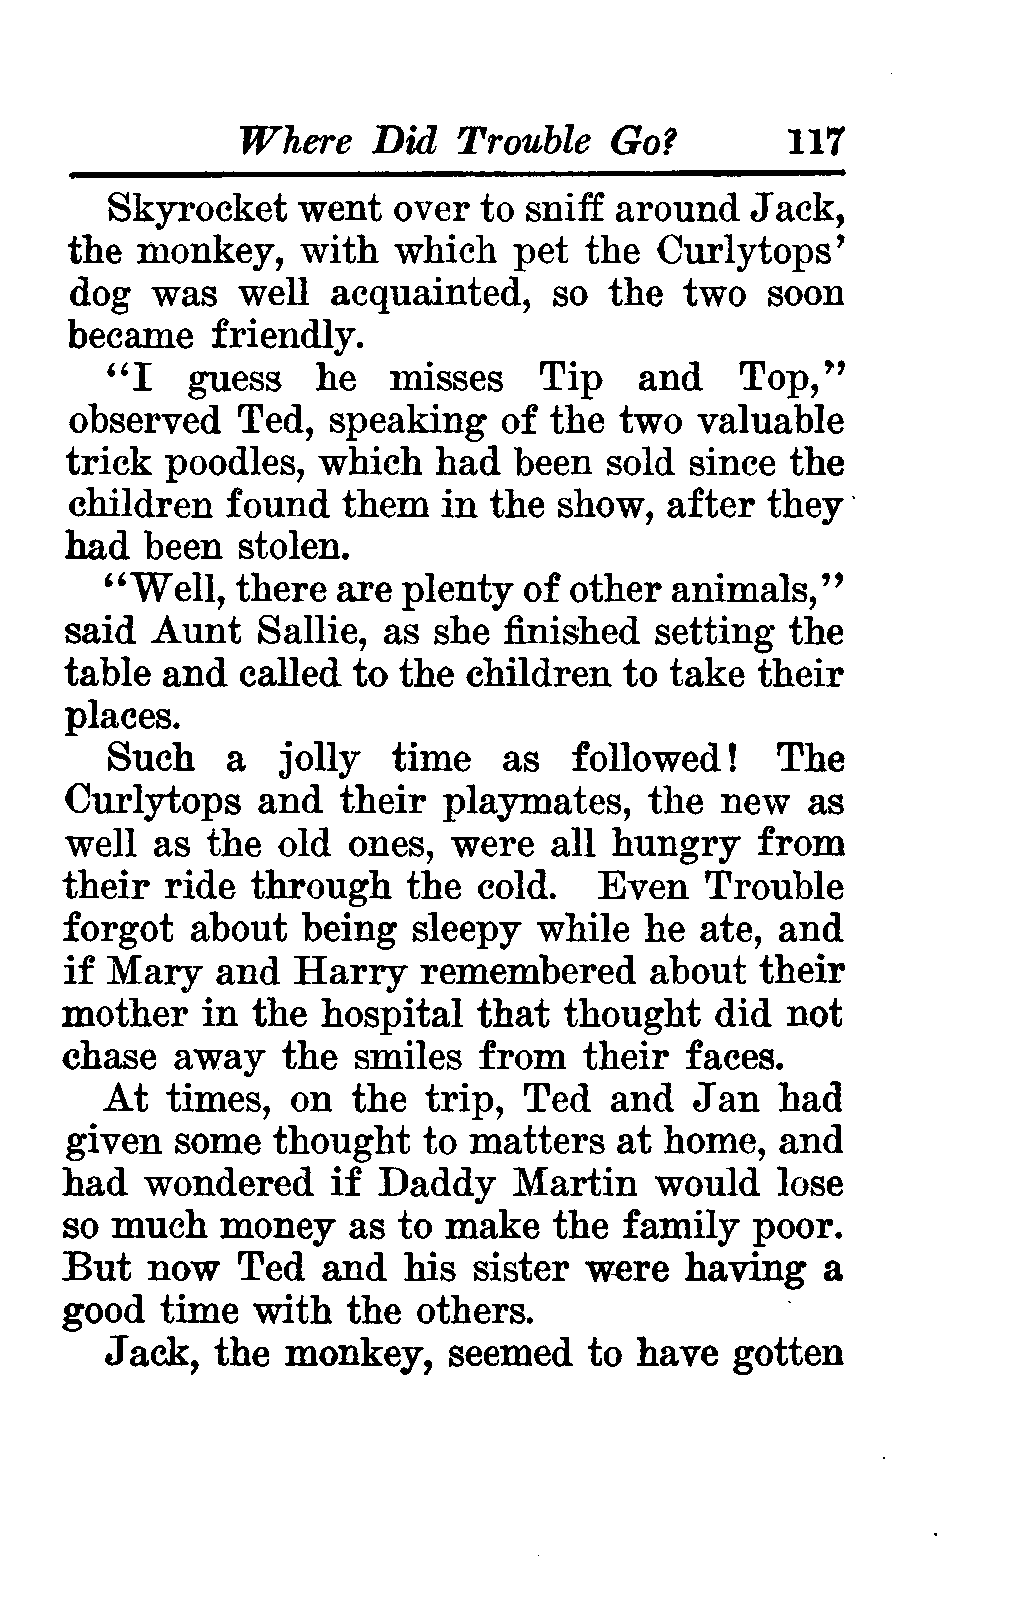 Where Did Trouble Go? 117
Skyrocket went over to sniff around Jack,
the monkey, with which pet the Curlytops'
dog was well acquainted, so the two soon
became friendly.
"I guess he misses Tip and Top,"
observed Ted, speaking of the two valuable
trick poodles, which had been sold since the
children found them in the show, after they
had been stolen.
"Well, there are plenty of other animals,"
said Aunt Sallie, as she finished setting the
table and called to the children to take their
places.
Such a jolly time as followed! The
Curlytops and their playmates, the new as
well as the old ones, were all hungry from
their ride through the cold. Even Trouble
forgot about being sleepy while he ate, and
if Mary and Harry remembered about their
mother in the hospital that thought did not
chase away the smiles from their faces.
At times, on the trip, Ted and Jan had
given some thought to matters at home, and
had wondered if Daddy Martin would lose
so much money as to make the family poor.
But now Ted and his sister were having a
good time with the others.
Jack, the monkey, seemed to have gotten